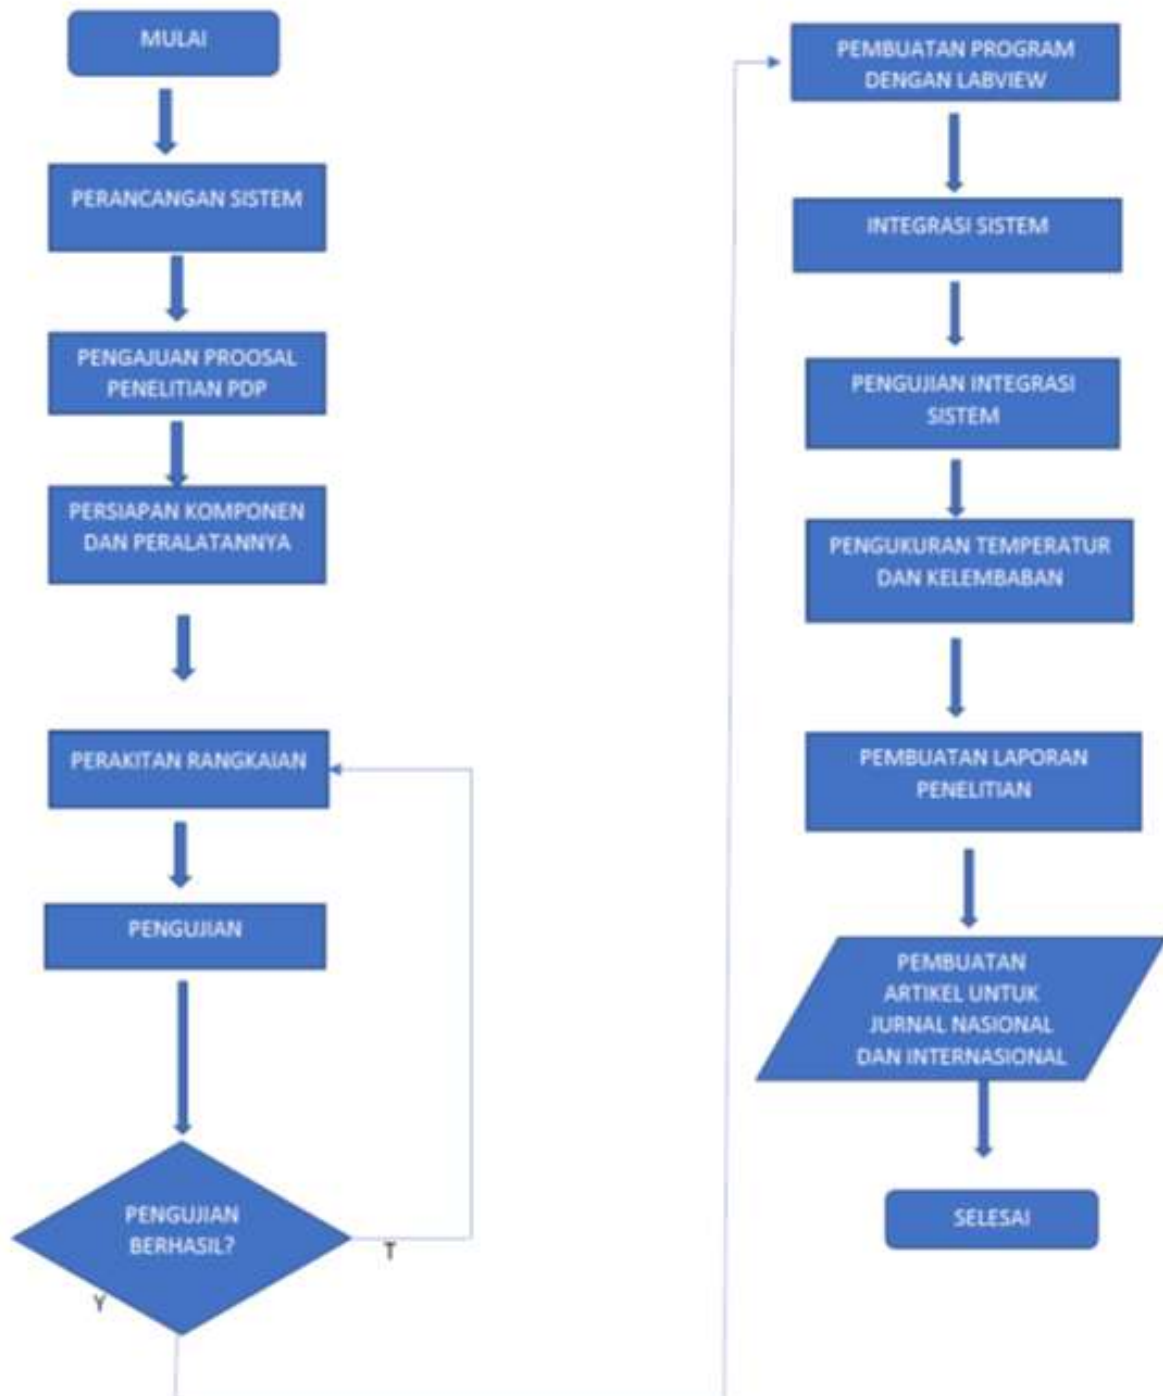 MULAI
PERANCANGAN SISTEM
PENGAJUAN PROOSAL
PENELITIAN PDP
PERSIAPAN KOMPONEN
DAN PERALATANNYA
PERAKITAN RANGKAIAN
PENGUJIAN
PENGUJIAN
BERHASIL?
T
Y
PEMBUATAN PROGRAM
DENGAN LABVIEW
INTEGRASI SISTEM
PENGUJIAN INTEGRASI
SISTEM
PENGUKURAN TEMPERATUR
DAN KELEMBABAN
PEMBUATAN LAPORAN
PENELITIAN
PEMBUATAN
ARTIKEL UNTUK
JURNAL NASIONAL
DAN INTERNASIONAL
SELESAI